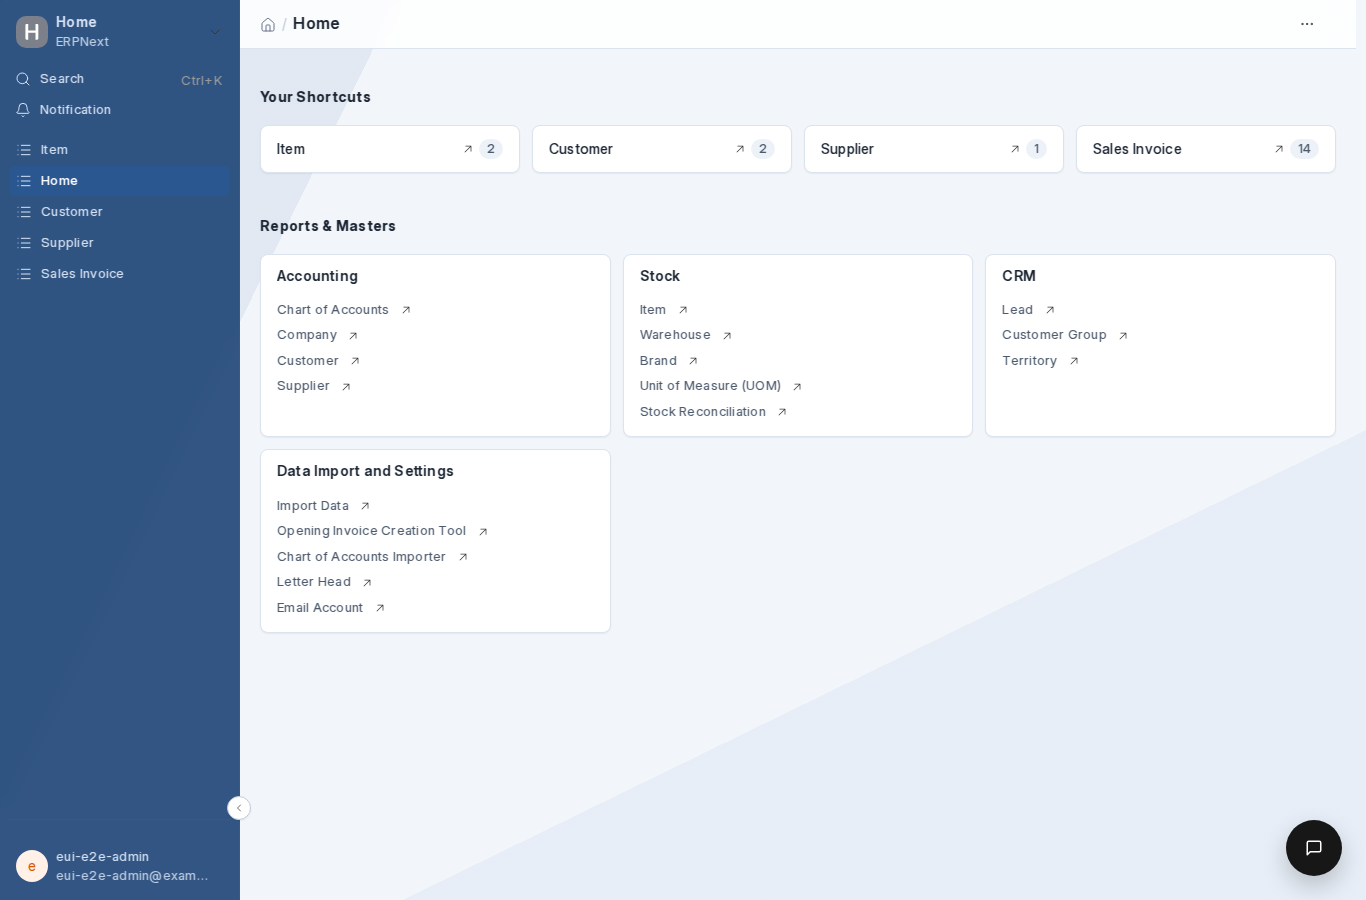 H
Home
ERPNext
Search
Ctrl+K
Notification
Item
Home
Customer
Supplier
Sales Invoice
e
eui-e2e-admin
eui-e2e-admin@exam...
/ Home
Your Shortcuts
Item 2
Customer 2
Supplier 1
Sales Invoice 14
Reports & Masters
Accounting
Chart of Accounts
Company
Customer
Supplier
Stock
Item
Warehouse
Brand
Unit of Measure (UOM)
Stock Reconciliation
CRM
Lead
Customer Group
Territory
Data Import and Settings
Import Data
Opening Invoice Creation Tool
Chart of Accounts Importer
Letter Head
Email Account